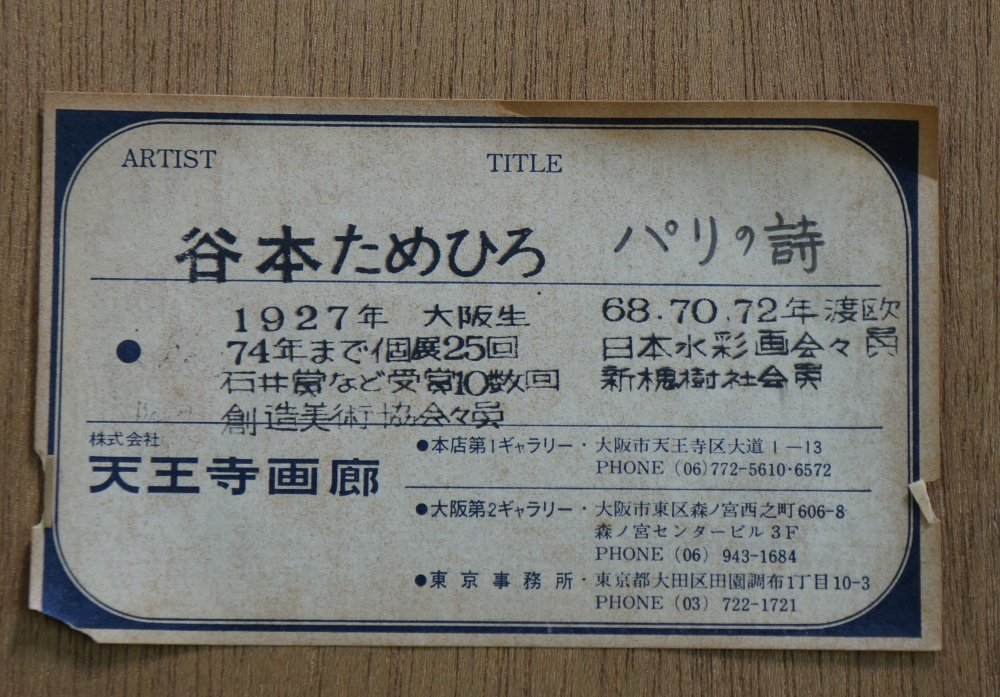 ARTIST TITLE
谷本ためひろ パリの詩
1927年 大阪生
74年まで個展25回
石井賞など受賞10数回
創造美術協会々員
68.70.72年渡欧
日本水彩画会々員
新槐樹社会員
株式会社
天王寺画廊
●本店第1ギャラリー・大阪市天王寺区大道1―13
PHONE (06)772-5610・6572
●大阪第2ギャラリー・大阪市東区森ノ宮西之町606-8
森ノ宮センタービル3F
PHONE (06) 943-1684
●東京事務所・東京都大田区田園調布1丁目10-3
PHONE (03) 722-1721